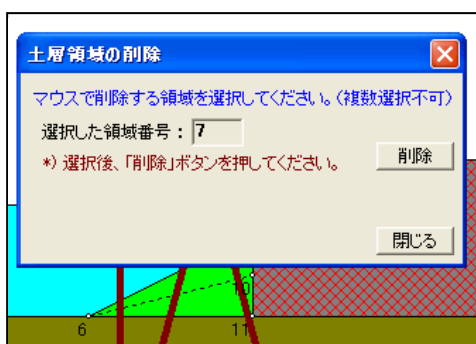 土層領域の削除
マウスで削除する領域を選択してください。(複数選択不可)
選択した領域番号： 7
*) 選択後、「削除」ボタンを押してください。
削除
閉じる
10
6
11